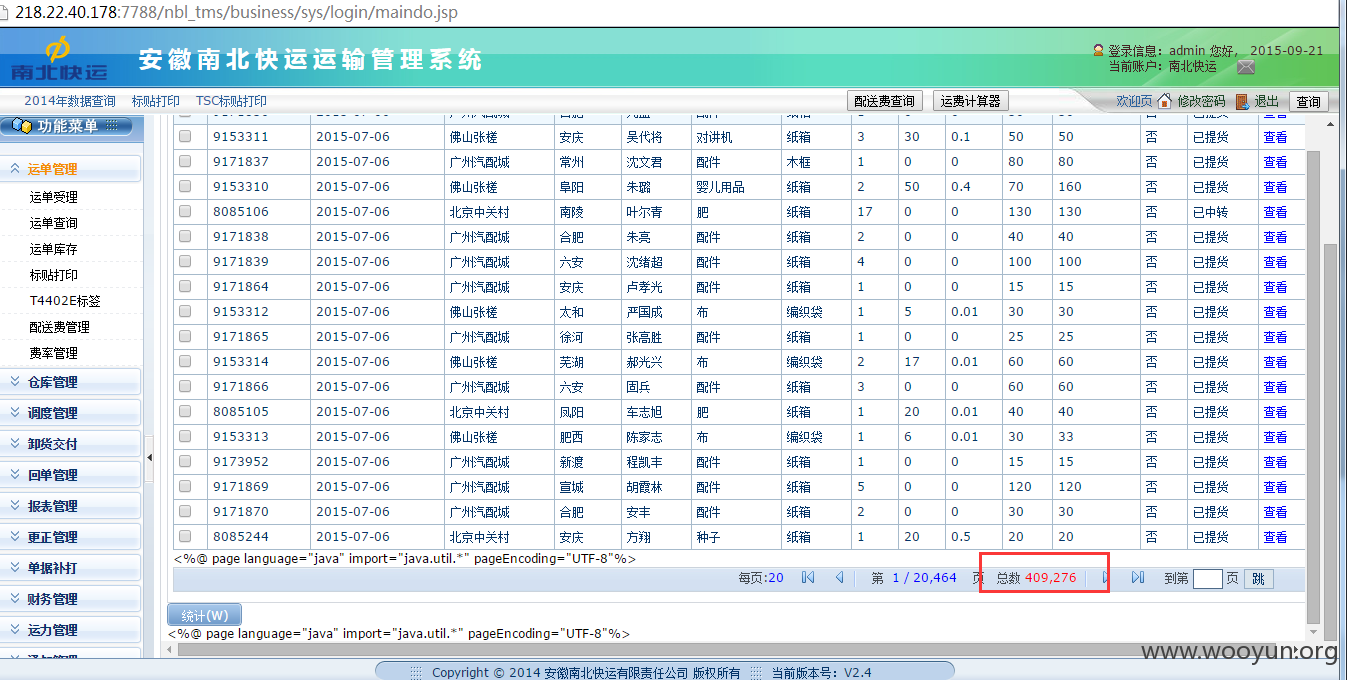 218.22.40.178:7788/nbl_tms/business/sys/login/maindo.jsp
南北快运
安徽南北快运运输管理系统
登录信息：admin 您好， 2015-09-21
当前账户：南北快运
2014年数据查询 标贴打印 TSC标贴打印 配送费查询 运费计算器 欢迎页 修改密码 退出 查询
功能菜单
运单管理
运单受理
运单查询
运单库存
标贴打印
T4402E标签
配送费管理
费率管理
仓库管理
调度管理
卸货交付
回单管理
报表管理
更正管理
单据补打
财务管理
运力管理
9153311 2015-07-06 佛山张槎 安庆 吴代将 对讲机 纸箱 3 30 0.1 50 50 否 已提货 查看
9171837 2015-07-06 广州汽配城 常州 沈文君 配件 木框 1 0 0 80 80 否 已提货 查看
9153310 2015-07-06 佛山张槎 阜阳 朱璐 婴儿用品 纸箱 2 50 0.4 70 160 否 已提货 查看
8085106 2015-07-06 北京中关村 南陵 叶尔青 肥 纸箱 17 0 0 130 130 否 已中转 查看
9171838 2015-07-06 广州汽配城 合肥 朱亮 配件 纸箱 2 0 0 40 40 否 已提货 查看
9171839 2015-07-06 广州汽配城 六安 沈绪超 配件 纸箱 4 0 0 100 100 否 已提货 查看
9171864 2015-07-06 广州汽配城 安庆 卢孝光 配件 纸箱 1 0 0 15 15 否 已提货 查看
9153312 2015-07-06 佛山张槎 太和 严国成 布 编织袋 1 5 0.01 30 30 否 已提货 查看
9171865 2015-07-06 广州汽配城 徐河 张高胜 配件 纸箱 1 0 0 25 25 否 已提货 查看
9153314 2015-07-06 佛山张槎 芜湖 郝光兴 布 编织袋 2 17 0.01 60 60 否 已提货 查看
9171866 2015-07-06 广州汽配城 六安 固兵 配件 纸箱 3 0 0 60 60 否 已提货 查看
8085105 2015-07-06 北京中关村 凤阳 车志旭 肥 纸箱 1 20 0.01 40 40 否 已提货 查看
9153313 2015-07-06 佛山张槎 肥西 陈家志 布 编织袋 1 6 0.01 30 33 否 已提货 查看
9173952 2015-07-06 广州汽配城 新渡 程凯丰 配件 纸箱 1 0 0 15 15 否 已提货 查看
9171869 2015-07-06 广州汽配城 宣城 胡霞林 配件 纸箱 5 0 0 120 120 否 已提货 查看
9171870 2015-07-06 广州汽配城 合肥 安丰 配件 纸箱 2 0 0 30 30 否 已提货 查看
8085244 2015-07-06 北京中关村 安庆 方翔 种子 纸箱 1 20 0.5 20 20 否 已提货 查看
<%@ page language="java" import="java.util.*" pageEncoding="UTF-8"%>
每页:20 第 1 / 20,464 页 总数 409,276 到第 页 跳
统计(W)
<%@ page language="java" import="java.util.*" pageEncoding="UTF-8"%>
www.wooyun.org
Copyright © 2014 安徽南北快运有限责任公司 版权所有 当前版本号：V2.4